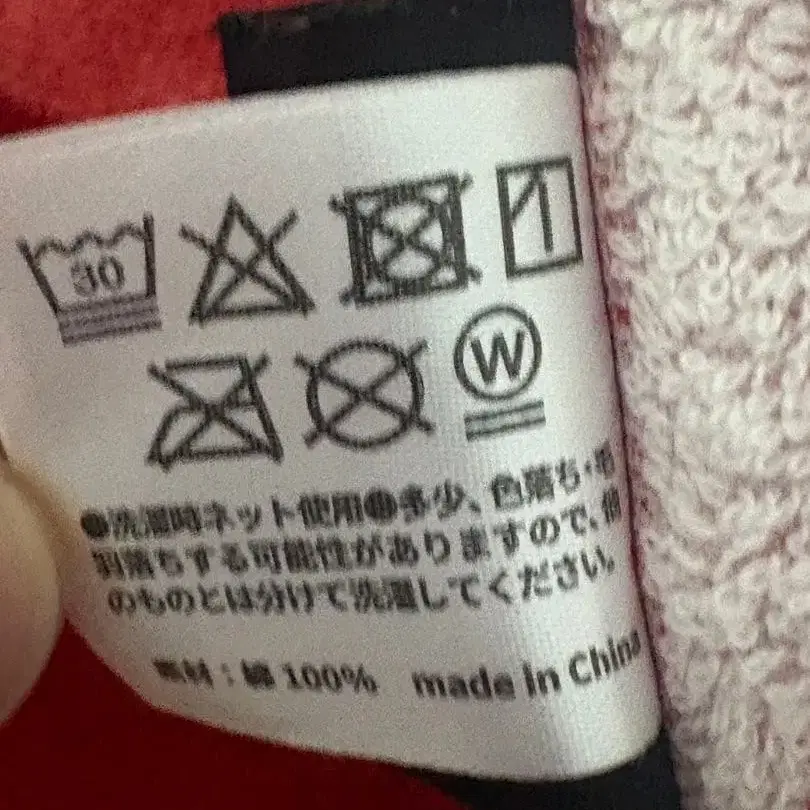 30
W
●洗濯時ネット使用●多少、色落ち・毛
羽落ちする可能性がありますので、他
のものとは分けて洗濯してください。
素材:綿 100% made in China